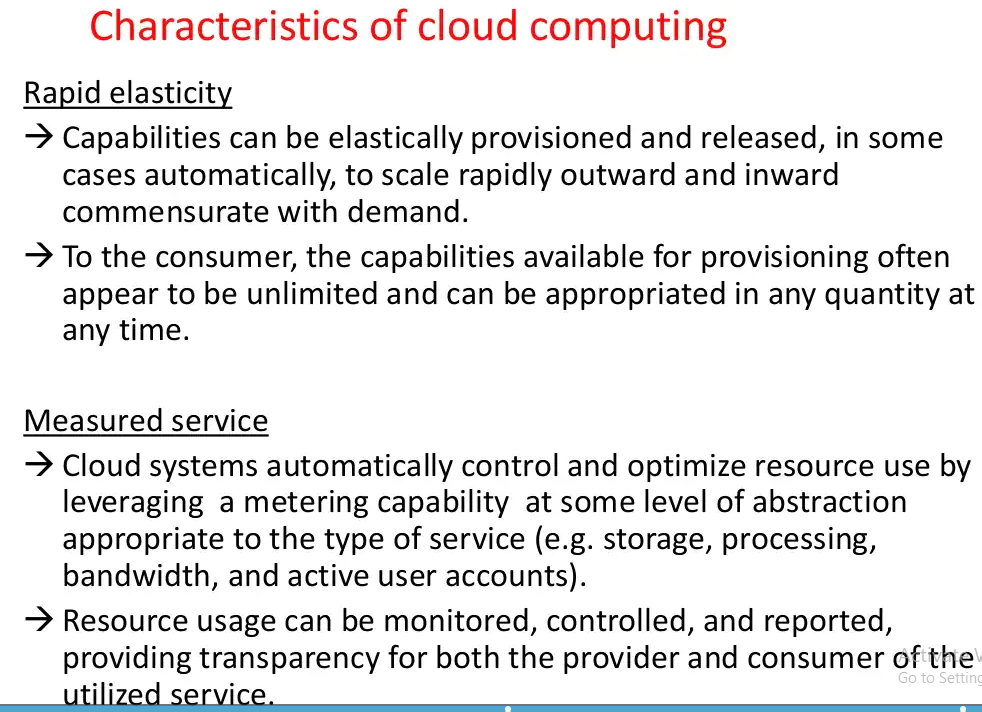 Characteristics of cloud computing
Rapid elasticity
→ Capabilities can be elastically provisioned and released, in some
cases automatically, to scale rapidly outward and inward
commensurate with demand.
→ To the consumer, the capabilities available for provisioning often
appear to be unlimited and can be appropriated in any quantity at
any time.
Measured service
→ Cloud systems automatically control and optimize resource use by
leveraging a metering capability at some level of abstraction
appropriate to the type of service (e.g. storage, processing,
bandwidth, and active user accounts).
→ Resource usage can be monitored, controlled, and reported,
providing transparency for both the provider and consumer of the
utilized service.
Activate
Go to Setting